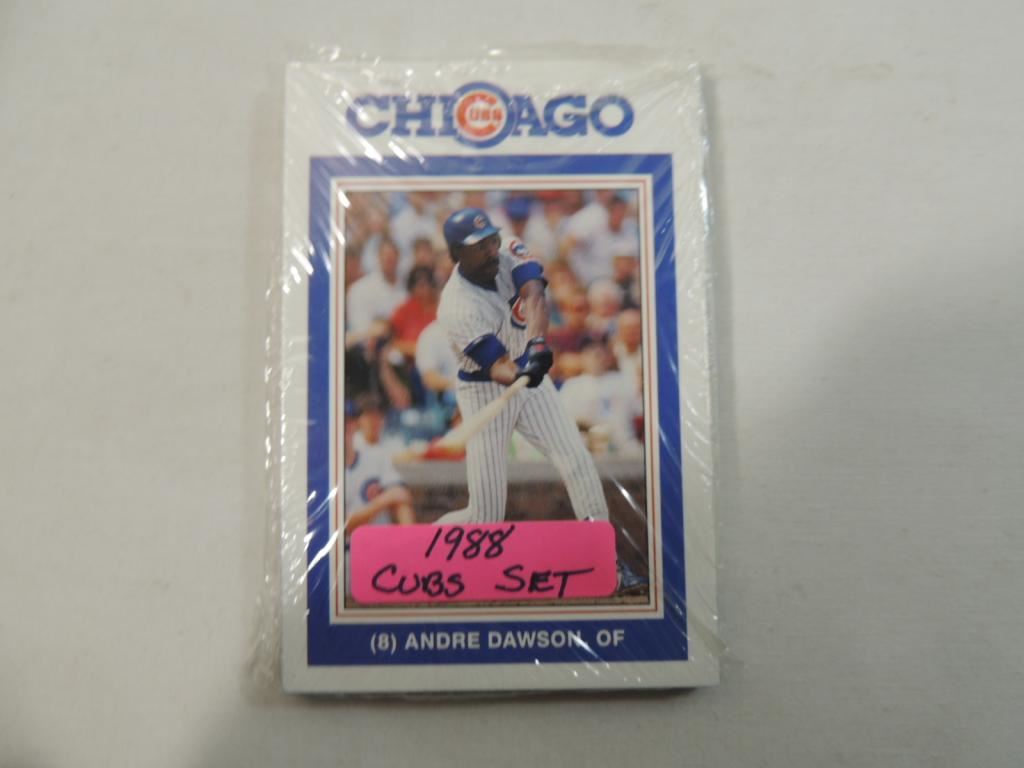 CHICAGO
CUBS
1988
CUBS SET
(8) ANDRE DAWSON, OF